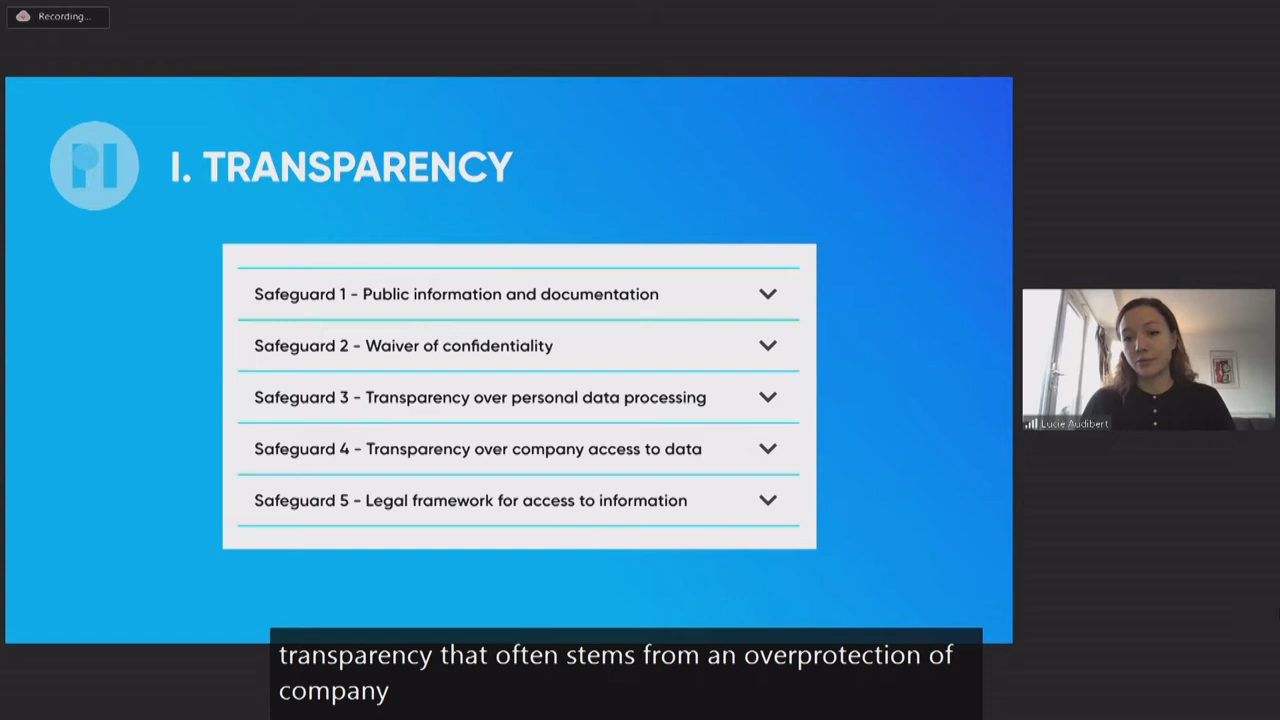 Recording...
PI
I. TRANSPARENCY
Safeguard 1 - Public information and documentation
Safeguard 2 - Waiver of confidentiality
Safeguard 3 - Transparency over personal data processing
Safeguard 4 - Transparency over company access to data
Safeguard 5 - Legal framework for access to information
Lucie Audibert
transparency that often stems from an overprotection of
company